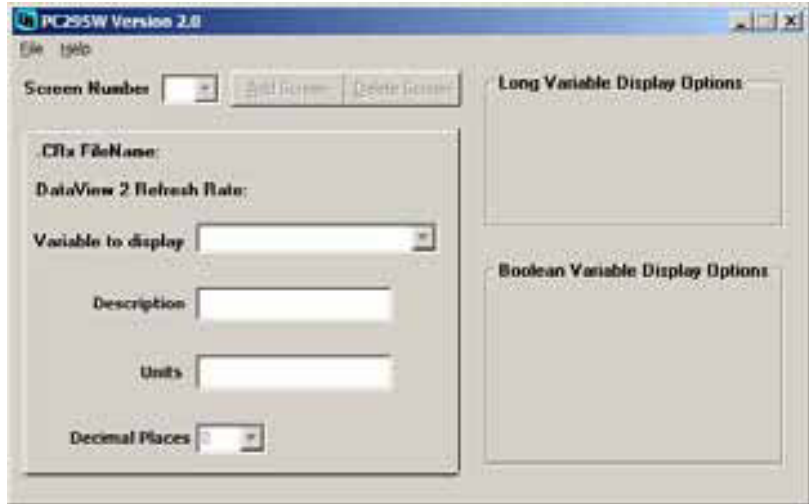 PC295W Version 2.0
File Help
Screen Number
Add Screen Delete Screen
.CRx FileName:
DataView 2 Refresh Rate:
Variable to display
Description
Units
Decimal Places
Long Variable Display Options
Boolean Variable Display Options